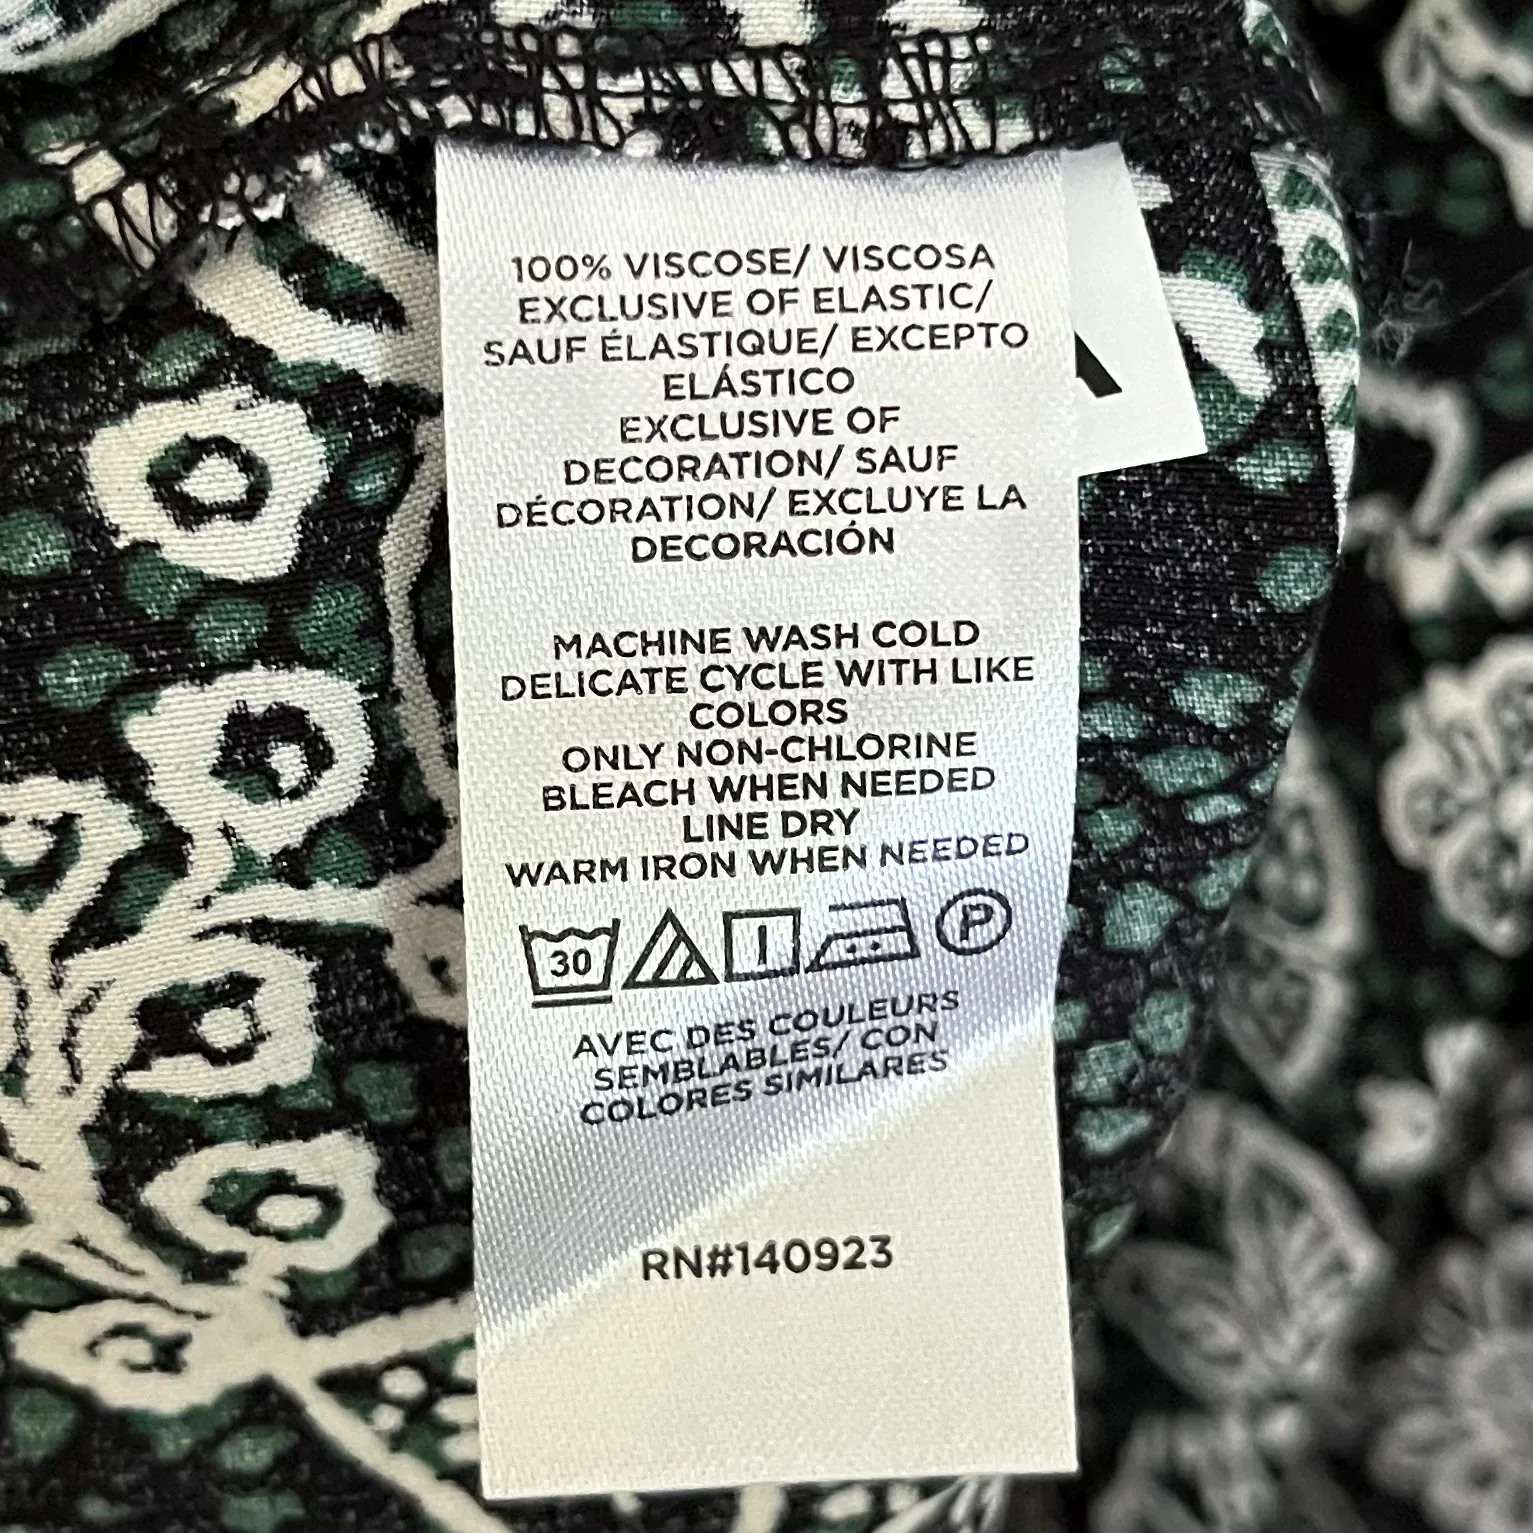 100% VISCOSE/ VISCOSA
EXCLUSIVE OF ELASTIC/
SAUF ÉLASTIQUE/ EXCEPTO
ELÁSTICO
EXCLUSIVE OF
DECORATION/ SAUF
DÉCORATION/ EXCLUYE LA
DECORACIÓN
MACHINE WASH COLD
DELICATE CYCLE WITH LIKE
COLORS
ONLY NON-CHLORINE
BLEACH WHEN NEEDED
LINE DRY
WARM IRON WHEN NEEDED
30 P
AVEC DES COULEURS
SEMBLABLES/ CON
COLORES SIMILARES
RN#140923